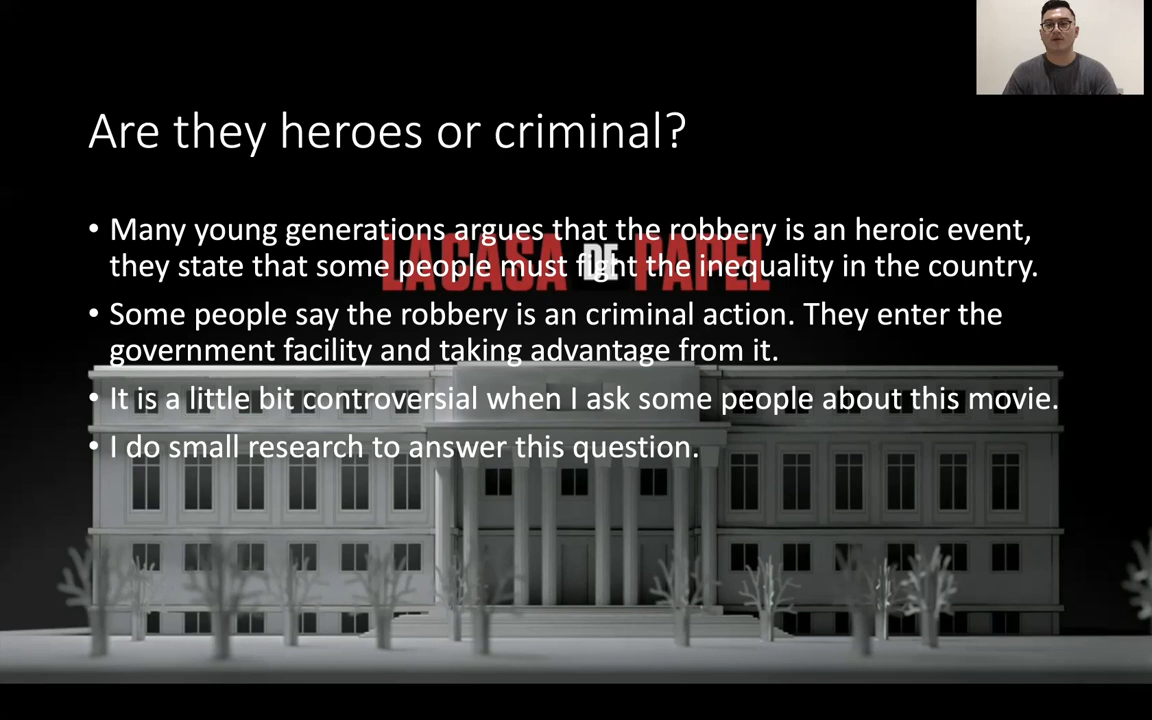 Are they heroes or criminal?
• Many young generations argues that the robbery is an heroic event,
they state that some people must fight the inequality in the country.
LACASA DE PAPEL
• Some people say the robbery is an criminal action. They enter the
government facility and taking advantage from it.
• It is a little bit controversial when I ask some people about this movie.
• I do small research to answer this question.